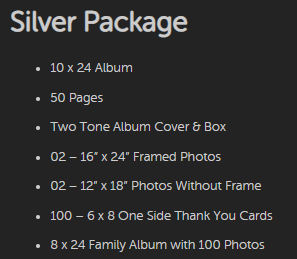 Silver Package
• 10 x 24 Album
• 50 Pages
• Two Tone Album Cover & Box
• 02 – 16” x 24” Framed Photos
• 02 – 12” x 18” Photos Without Frame
• 100 – 6 x 8 One Side Thank You Cards
• 8 x 24 Family Album with 100 Photos